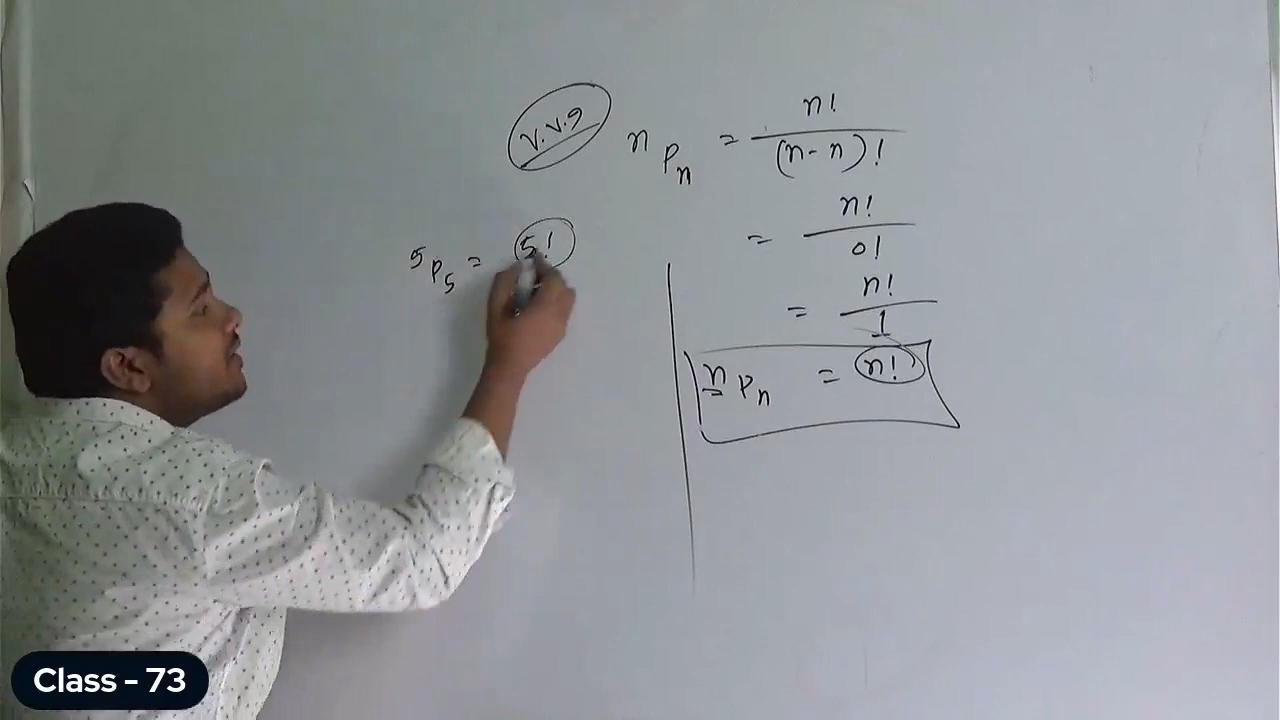 V.V.9
nPn = n! / (n-n)!
= n! / 0!
5P5 = 5!
= n! / 1
nPn = n!
Class - 73